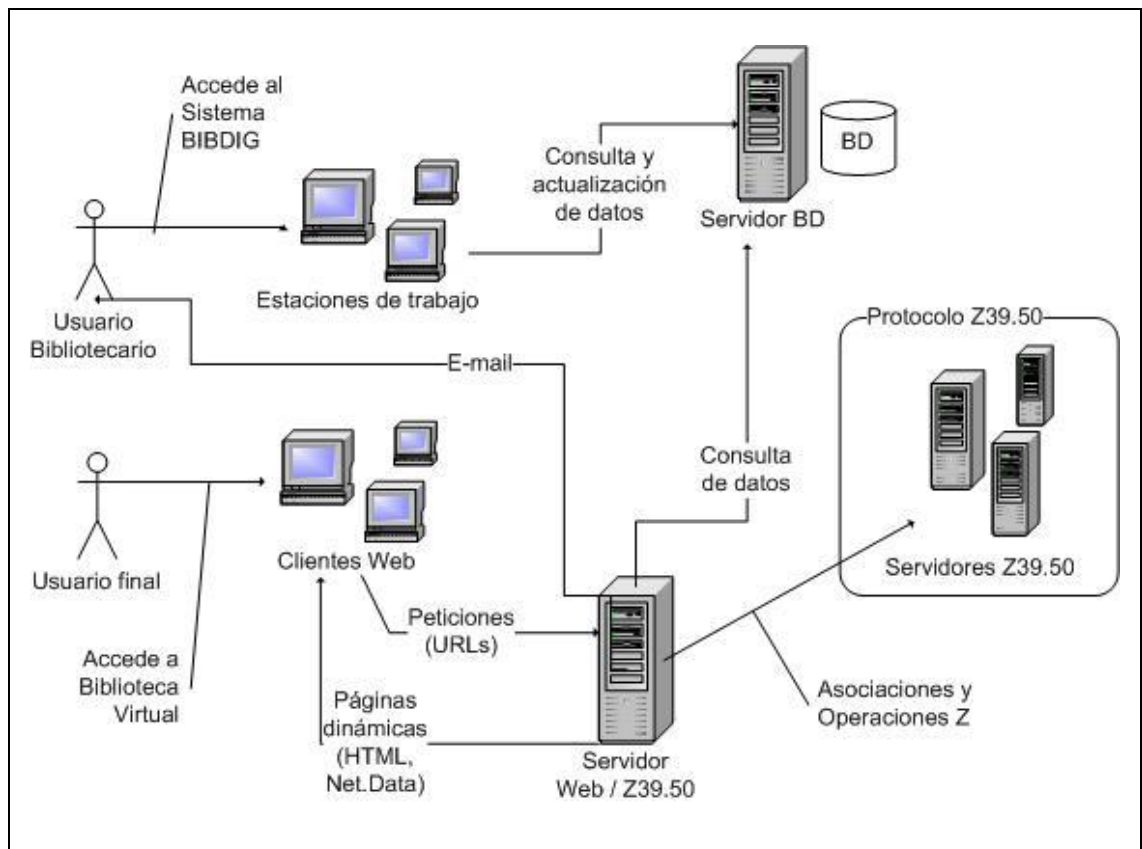 Accede al
Sistema
BIBDIG
Consulta y
actualización
de datos
BD
Servidor BD
Estaciones de trabajo
Usuario
Bibliotecario
E-mail
Protocolo Z39.50
Servidores Z39.50
Consulta
de datos
Clientes Web
Usuario final
Peticiones
(URLs)
Accede a
Biblioteca
Virtual
Páginas
dinámicas
(HTML,
Net.Data)
Servidor
Web / Z39.50
Asociaciones y
Operaciones Z